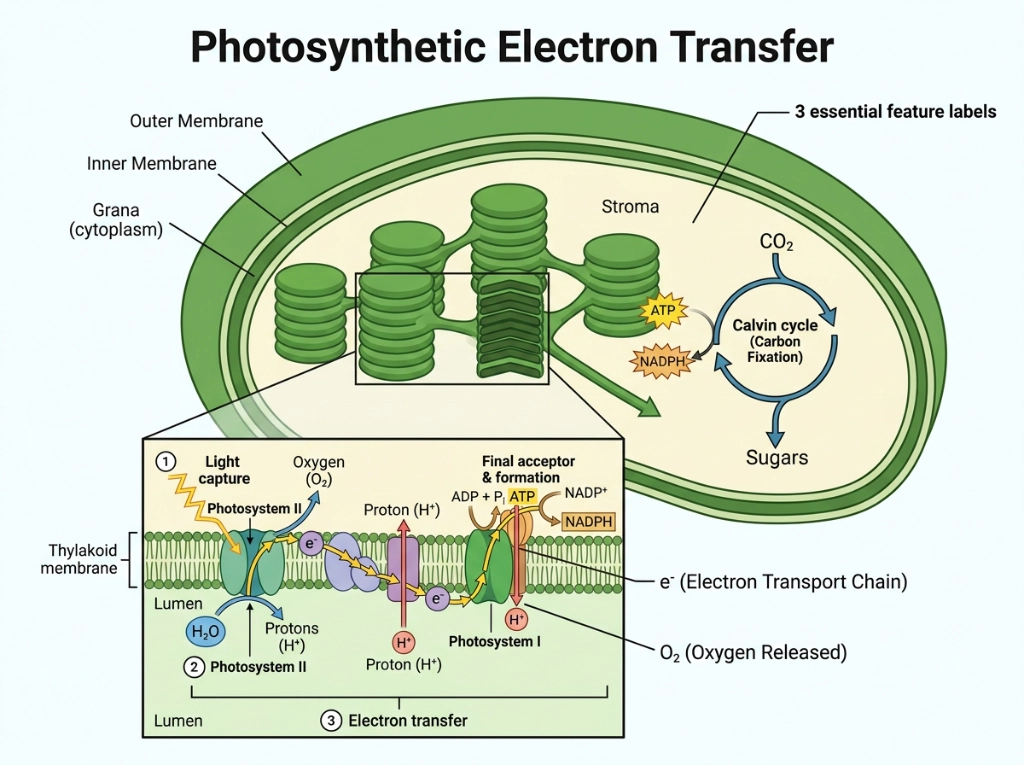 Photosynthetic Electron Transfer
Outer Membrane
3 essential feature labels
Inner Membrane
Grana
(cytoplasm)
Stroma
CO₂
ATP
Calvin cycle
(Carbon
Fixation)
NADPH
Sugars
1
Light
capture
Oxygen
(O₂)
Final acceptor
& formation
ADP + Pᵢ
ATP
NADP⁺
Photosystem II
Proton (H⁺)
NADPH
e⁻
Thylakoid
membrane
e⁻ (Electron Transport Chain)
e⁻
Lumen
H₂O
Protons
(H⁺)
H⁺
H⁺
Photosystem I
O₂ (Oxygen Released)
2 Photosystem II
Proton (H⁺)
Lumen
3 Electron transfer